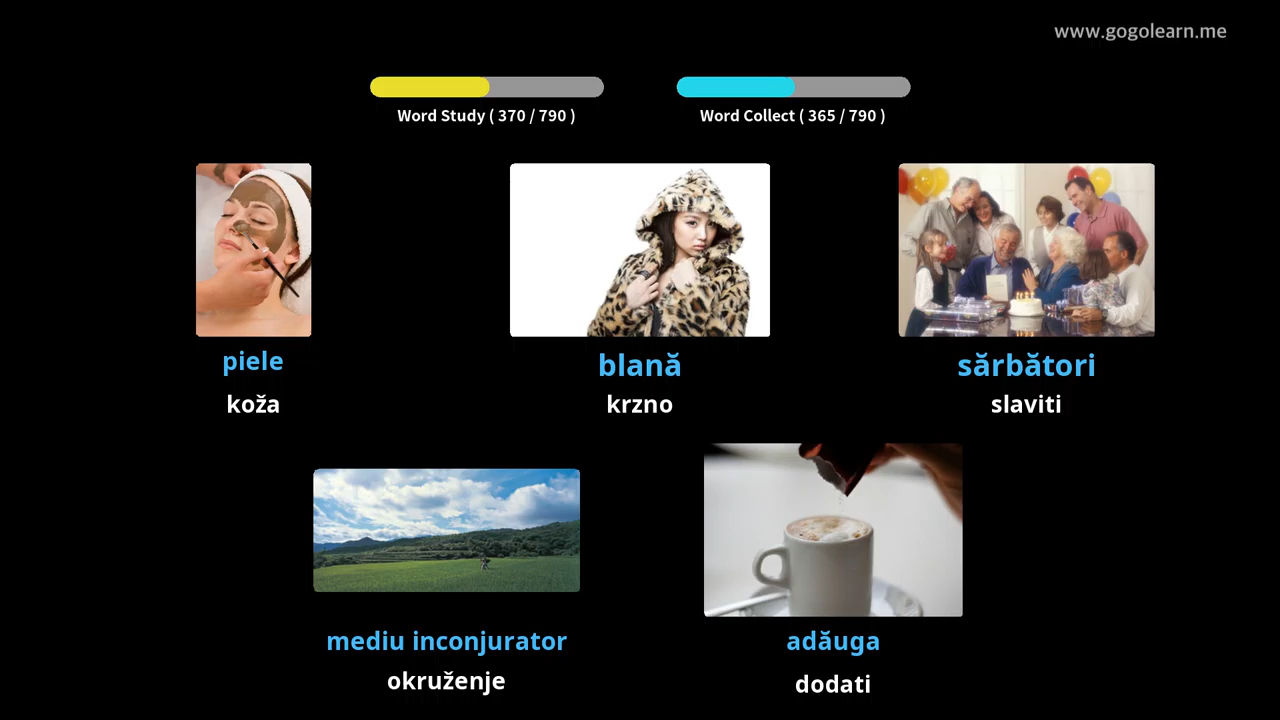 www.gogolearn.me
Word Study ( 370 / 790 )
Word Collect ( 365 / 790 )
piele
blană
sărbători
koža
krzno
slaviti
mediu inconjurator
adăuga
okruženje
dodati